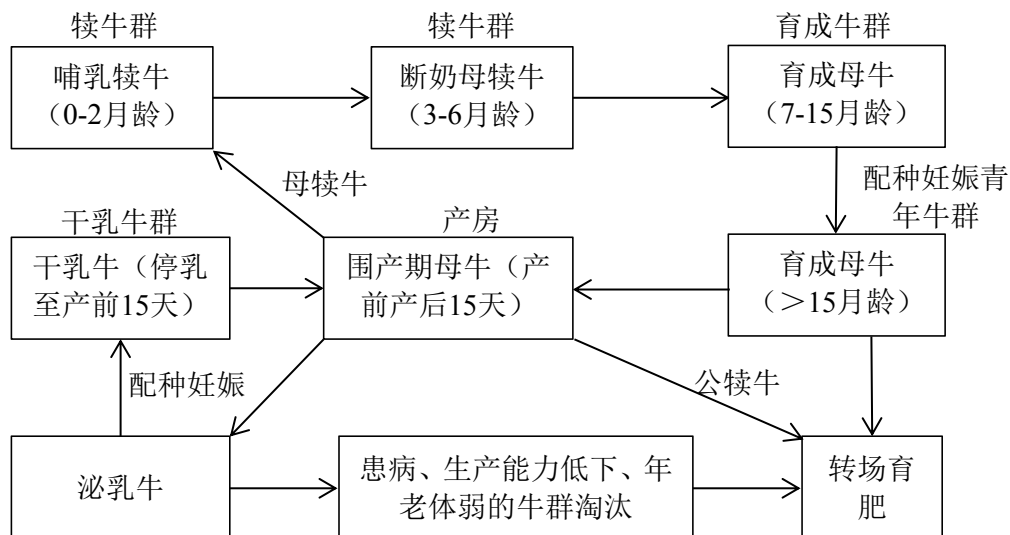 犊牛群
犊牛群
育成牛群
哺乳犊牛
（0-2月龄）
断奶母犊牛
（3-6月龄）
育成母牛
（7-15月龄）
母犊牛
配种妊娠青
年牛群
干乳牛群
产房
干乳牛（停乳
至产前15天）
围产期母牛（产
前产后15天）
育成母牛
（＞15月龄）
配种妊娠
公犊牛
泌乳牛
患病、生产能力低下、年
老体弱的牛群淘汰
转场育
肥